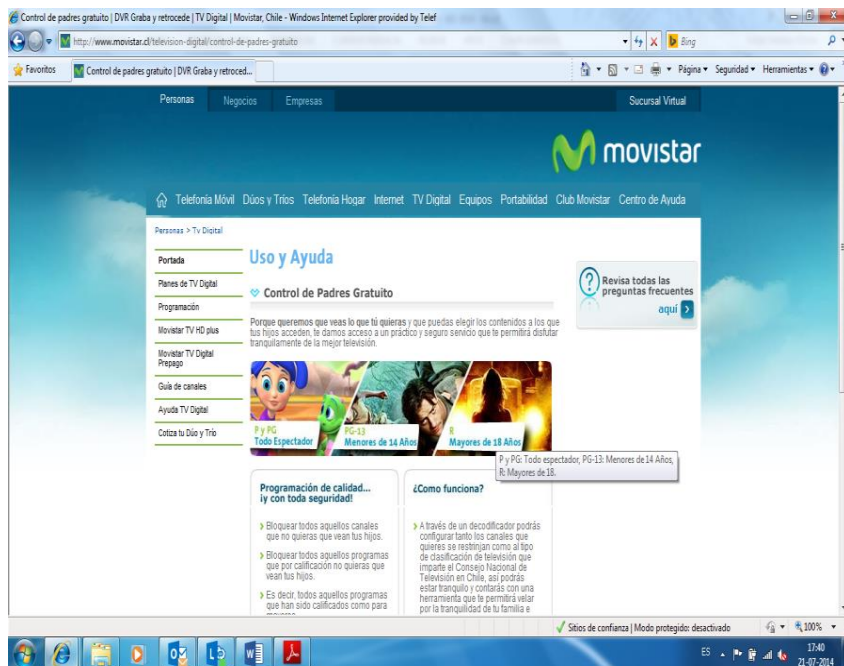 Control de padres gratuito | DVR Graba y retrocede | TV Digital | Movistar, Chile - Windows Internet Explorer provided by Telef
http://www.movistar.cl/television-digital/control-de-padres-gratuito
Bing
Favoritos
Control de padres gratuito | DVR Graba y retroced...
Página
Seguridad
Herramientas
Personas
Negocios
Empresas
Sucursal Virtual
movistar
Telefonía Móvil
Dúos y Tríos
Telefonía Hogar
Internet
TV Digital
Equipos
Portabilidad
Club Movistar
Centro de Ayuda
Personas > Tv Digital
Portada
Planes de TV Digital
Programación
Movistar TV HD plus
Movistar TV Digital
Prepago
Guía de canales
Ayuda TV Digital
Cotiza tu Dúo y Trío
Uso y Ayuda
Control de Padres Gratuito
Porque queremos que veas lo que tú quieras y que puedas elegir los contenidos a los que
tus hijos acceden, te damos acceso a un práctico y seguro servicio que te permitirá disfutar
tranquilamente de la mejor televisión.
P y PG
Todo Espectador
PG-13
Menores de 14 Años
R
Mayores de 18 Años
P y PG: Todo espectador, PG-13: Menores de 14 Años,
R: Mayores de 18.
Revisa todas las
preguntas frecuentes
aquí
Programación de calidad...
¡y con toda seguridad!
Bloquear todos aquellos canales
que no quieras que vean tus hijos.
Bloquear todos aquellos programas
que por calificación no quieras que
vean tus hijos.
Es decir, todos aquellos programas
que han sido calificados como para
¿Como funciona?
A través de un decodificador podrás
configurar tanto los canales que
quieres se restrinjan como al tipo
de clasificación de televisión que
imparte el Consejo Nacional de
Televisión en Chile, así podrás
estar tranquilo y contarás con una
herramienta que te permitirá velar
por la tranquilidad de tu familia e
Sitios de confianza | Modo protegido: desactivado
100%
ES
17:40
21-07-2014